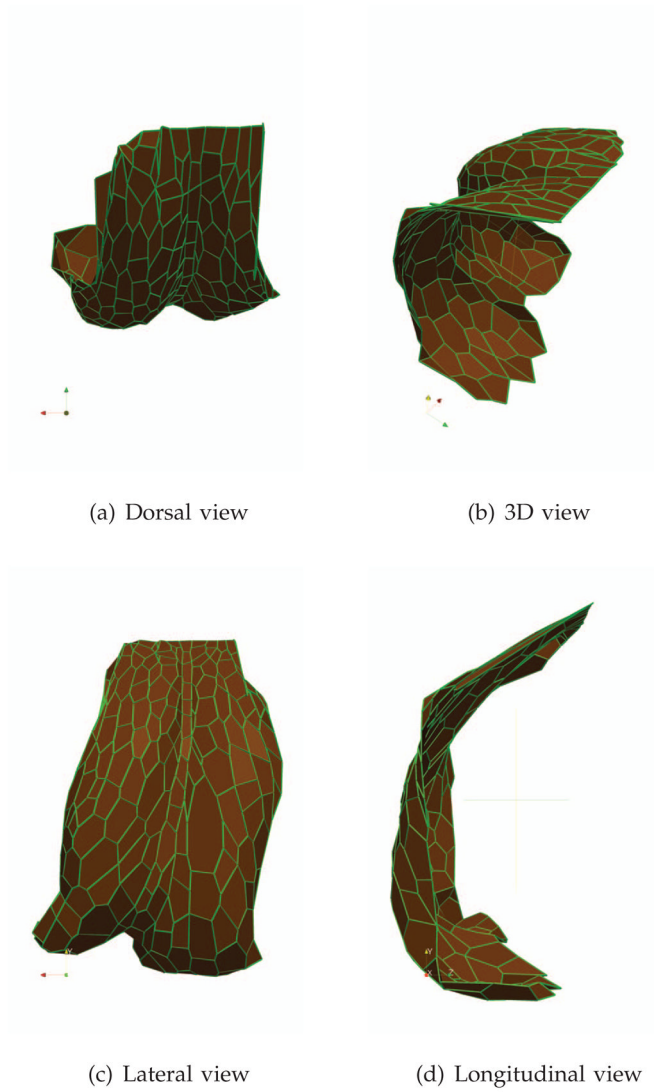 (a) Dorsal view
(b) 3D view
Y
Y
X
Z
(c) Lateral view
(d) Longitudinal view